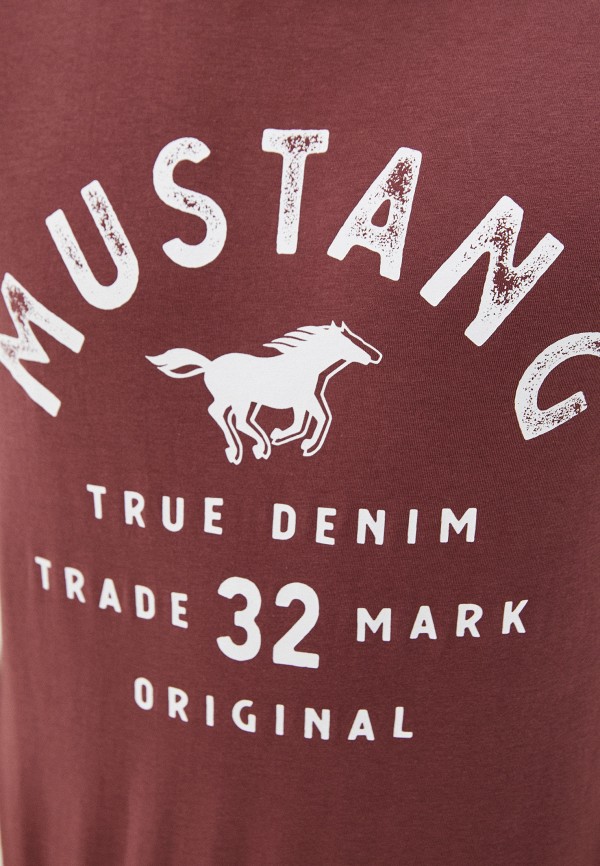 MUSTANG
TRUE DENIM
TRADE 32 MARK
ORIGINAL